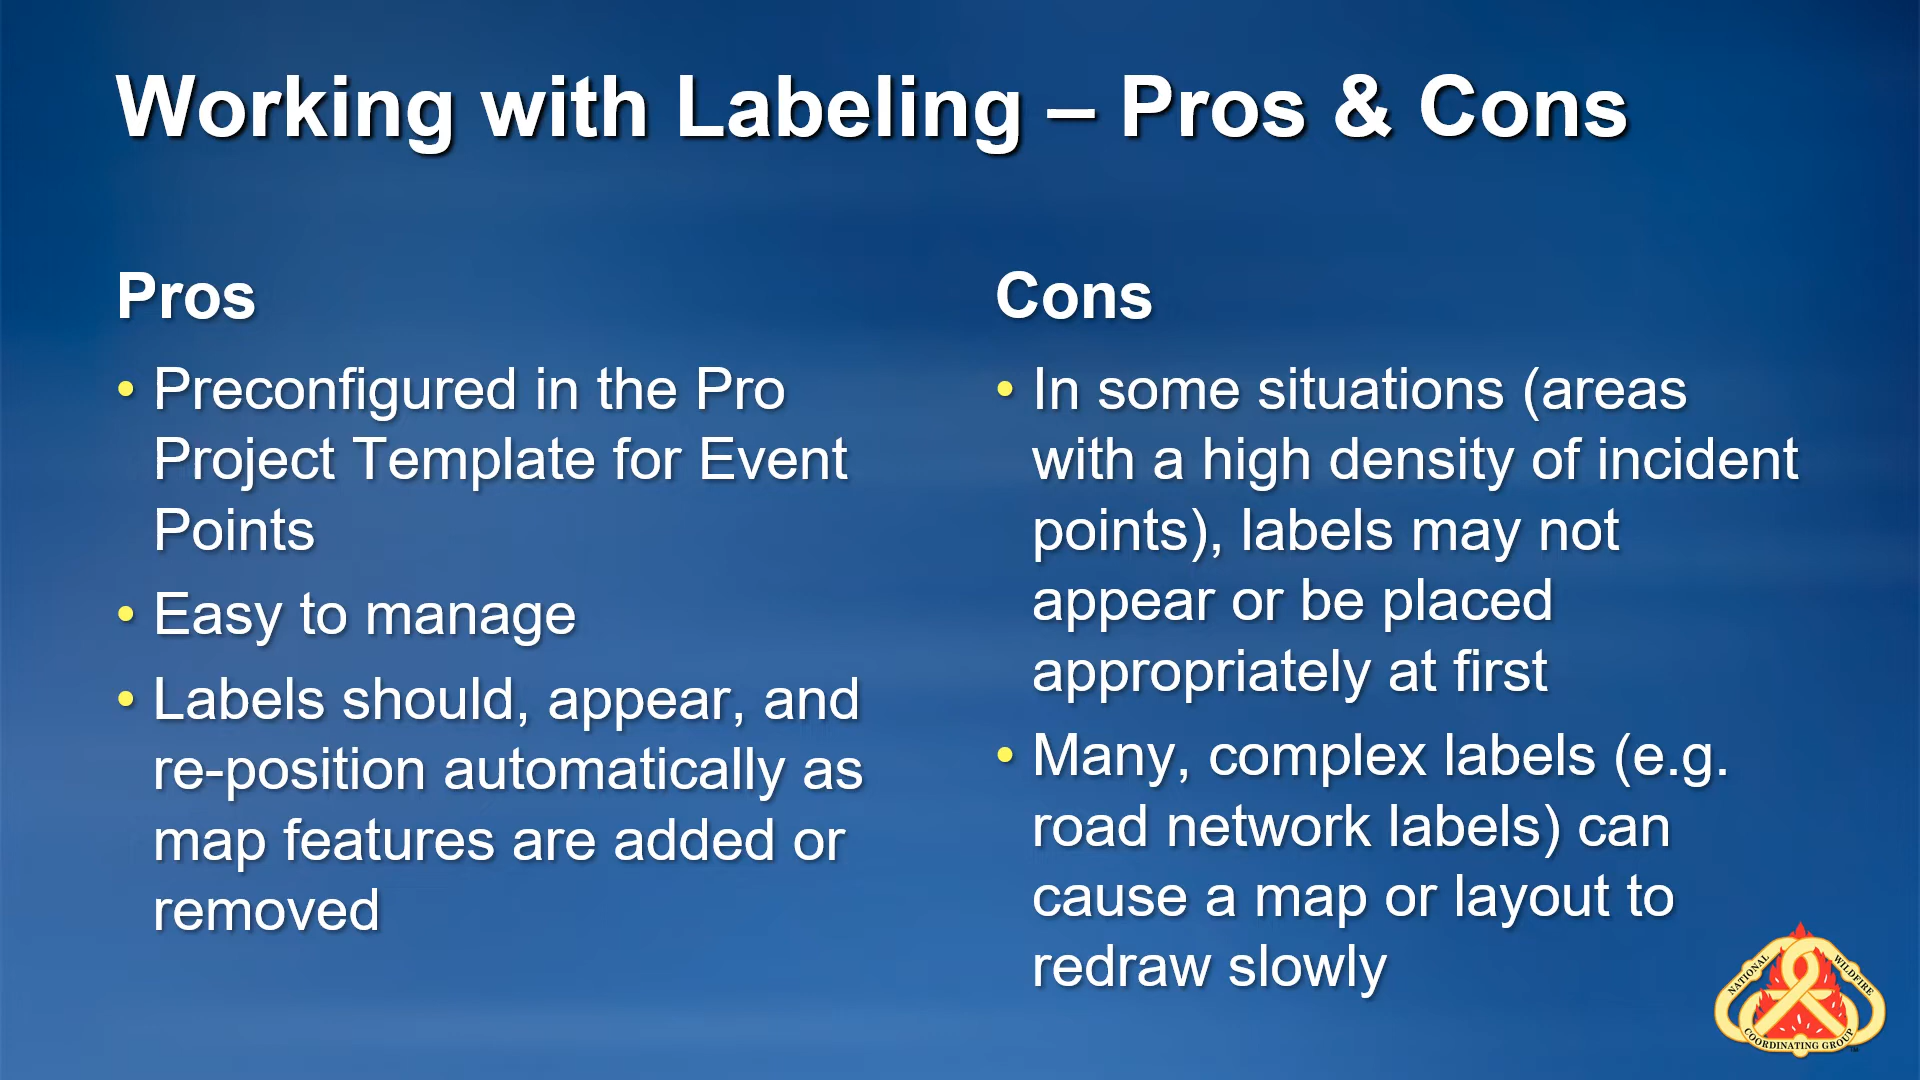 Working with Labeling – Pros & Cons
Pros
• Preconfigured in the Pro
Project Template for Event
Points
• Easy to manage
• Labels should, appear, and
re-position automatically as
map features are added or
removed
Cons
• In some situations (areas
with a high density of incident
points), labels may not
appear or be placed
appropriately at first
• Many, complex labels (e.g.
road network labels) can
cause a map or layout to
redraw slowly
NATIONAL WILDFIRE
COORDINATING GROUP